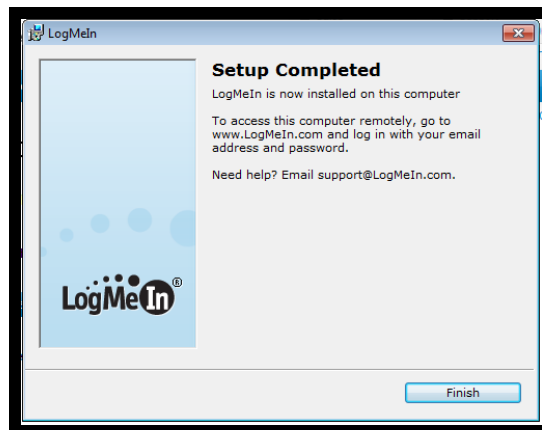 LogMeIn
Setup Completed
LogMeIn is now installed on this computer
To access this computer remotely, go to
www.LogMeIn.com and log in with your email
address and password.
Need help? Email support@LogMeIn.com.
LogMeIn®
Finish